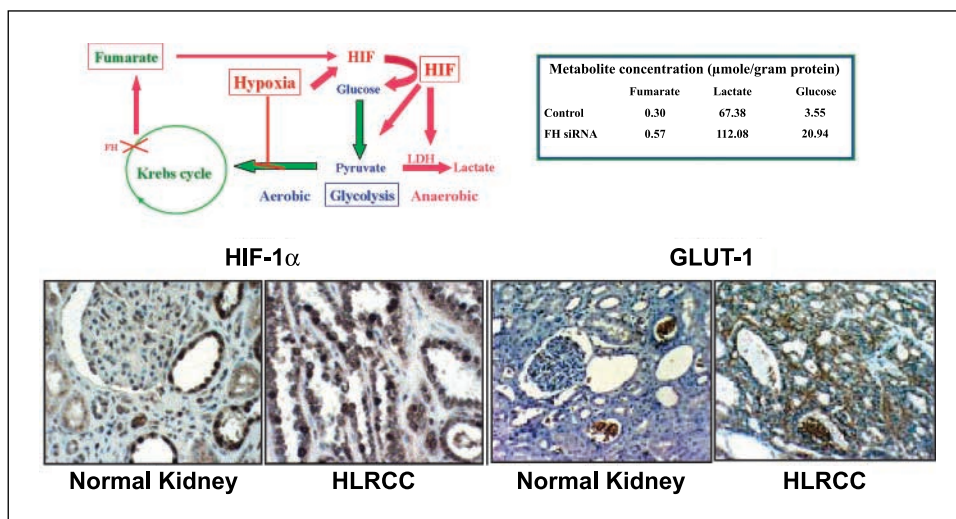 Fumarate
HIF
HIF
Hypoxia
Glucose
FH
Krebs cycle
LDH
Pyruvate
Lactate
Aerobic
Glycolysis
Anaerobic
Metabolite concentration (µmole/gram protein)
Fumarate Lactate Glucose
Control 0.30 67.38 3.55
FH siRNA 0.57 112.08 20.94
HIF-1α GLUT-1
Normal Kidney HLRCC Normal Kidney HLRCC